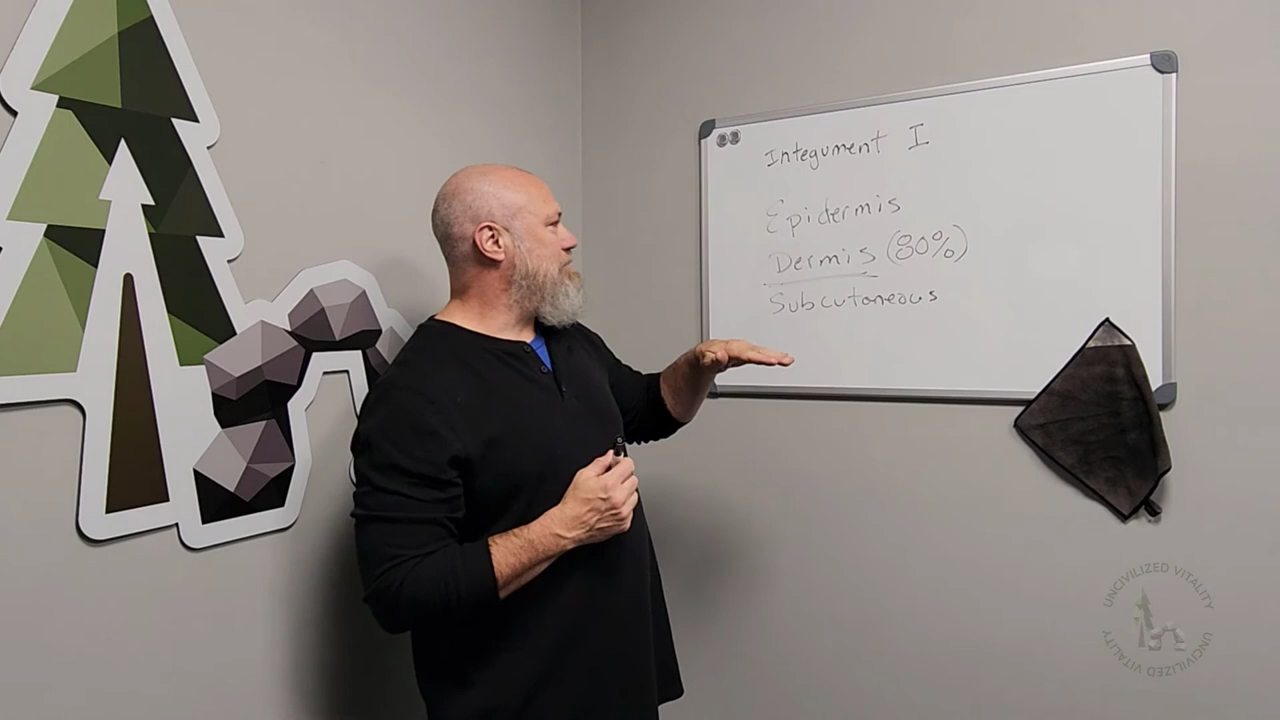 Integument I
Epidermis
Dermis (80%)
Subcutaneous
UNCIVILIZED VITALITY
UNCIVILIZED VITALITY